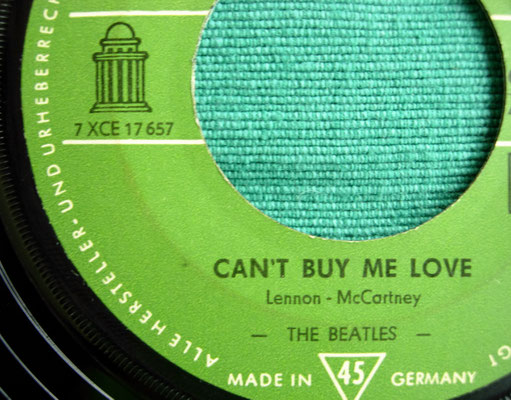 ALLE HERSTELLER- UND URHEBERRECH
7 XCE 17 657
CAN'T BUY ME LOVE
Lennon - McCartney
— THE BEATLES —
MADE IN 45 GERMANY